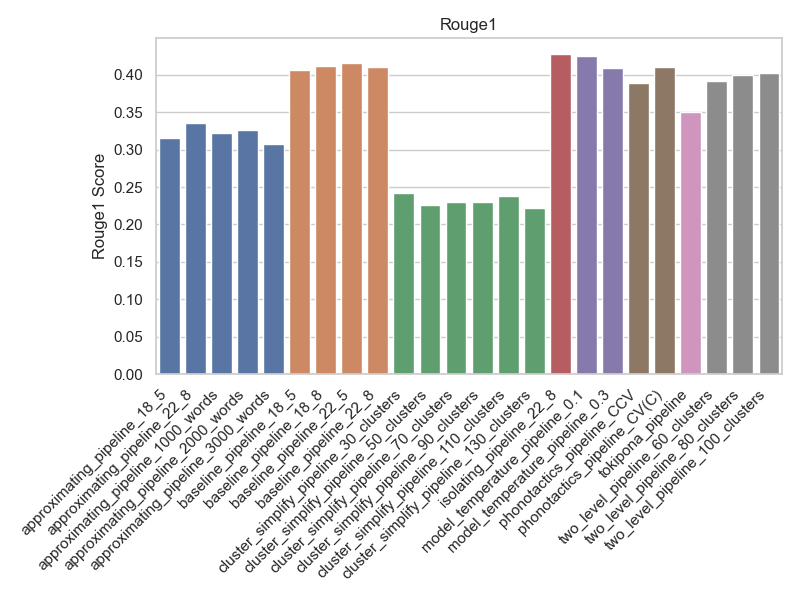 Rouge1
Rouge1 Score
0.40
0.35
0.30
0.25
0.20
0.15
0.10
0.05
0.00
approximating_pipeline_18_5
approximating_pipeline_22_8
approximating_pipeline_1000_words
approximating_pipeline_2000_words
approximating_pipeline_3000_words
baseline_pipeline_18_5
baseline_pipeline_18_8
baseline_pipeline_22_5
baseline_pipeline_22_8
cluster_simplify_pipeline_30_clusters
cluster_simplify_pipeline_50_clusters
cluster_simplify_pipeline_70_clusters
cluster_simplify_pipeline_90_clusters
cluster_simplify_pipeline_110_clusters
cluster_simplify_pipeline_130_clusters
isolating_pipeline_22_8
model_temperature_pipeline_0.1
model_temperature_pipeline_0.3
phonotactics_pipeline_CCV
phonotactics_pipeline_CV(C)
tokipona_pipeline
two_level_pipeline_60_clusters
two_level_pipeline_80_clusters
two_level_pipeline_100_clusters